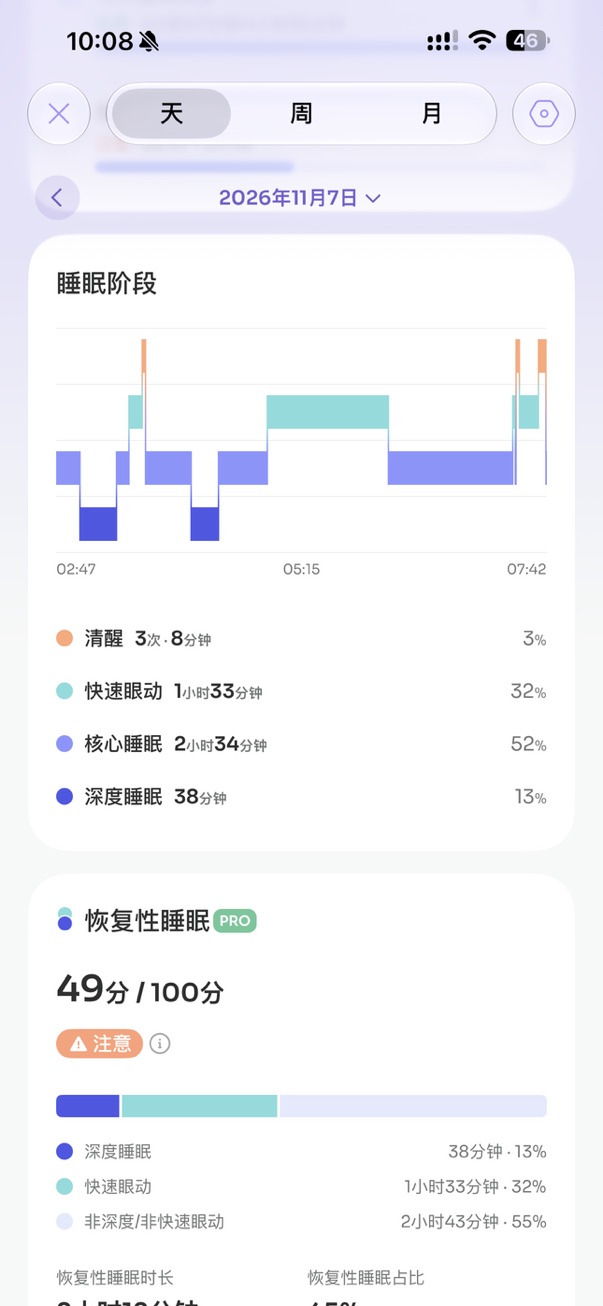 10:08
46
天 周 月
2026年11月7日
睡眠阶段
02:47 05:15 07:42
清醒 3次·8分钟 3%
快速眼动 1小时33分钟 32%
核心睡眠 2小时34分钟 52%
深度睡眠 38分钟 13%
恢复性睡眠 PRO
49分 / 100分
注意
深度睡眠 38分钟 · 13%
快速眼动 1小时33分钟 · 32%
非深度/非快速眼动 2小时43分钟 · 55%
恢复性睡眠时长 恢复性睡眠占比